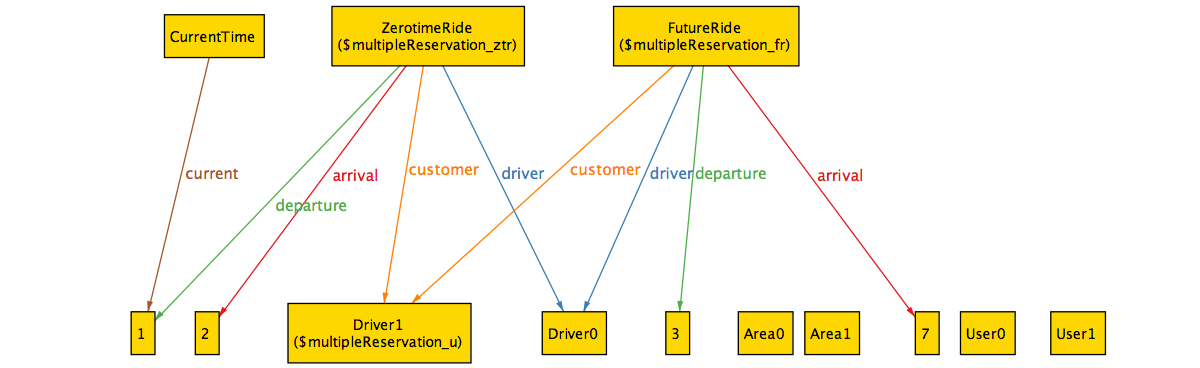 CurrentTime
ZerotimeRide
($multipleReservation_ztr)
FutureRide
($multipleReservation_fr)
current
departure
arrival
customer
driver
customer
driver
departure
arrival
1
2
Driver1
($multipleReservation_u)
Driver0
3
Area0
Area1
7
User0
User1